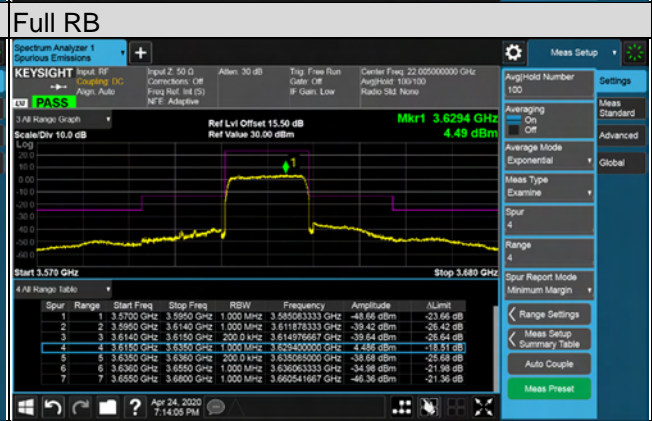 Full RB
Spectrum Analyzer 1
Spurious Emissions
+
Meas Setup
KEYSIGHT
Input: RF
Coupling: DC
Align: Auto
Input Z: 50 Ω
Corrections: Off
Freq Ref: Int (S)
NFE: Adaptive
Atten: 30 dB
Trig: Free Run
Gate: Off
IF Gain: Low
Center Freq: 22.005000000 GHz
Avg|Hold: 100/100
Radio Std: None
LV PASS
3 All Range Graph
Scale/Div 10.0 dB
Ref Lvl Offset 15.50 dB
Ref Value 30.00 dBm
Mkr1 3.6294 GHz
4.49 dBm
Log
20.0
10.0
0.00
-10.0
-20.0
-30.0
-40.0
-50.0
-60.0
1
Start 3.570 GHz
Stop 3.680 GHz
4 All Range Table
Spur Range Start Freq Stop Freq RBW Frequency Amplitude ΔLimit
1 1 3.5700 GHz 3.5950 GHz 1.000 MHz 3.585083333 GHz -48.66 dBm -23.66 dB
2 2 3.5950 GHz 3.6140 GHz 1.000 MHz 3.611878333 GHz -39.42 dBm -26.42 dB
3 3 3.6140 GHz 3.6150 GHz 200.0 kHz 3.614976667 GHz -39.64 dBm -26.64 dB
4 4 3.6150 GHz 3.6350 GHz 1.000 MHz 3.629400000 GHz 4.486 dBm -18.51 dB
5 5 3.6350 GHz 3.6360 GHz 200.0 kHz 3.635085000 GHz -38.68 dBm -25.68 dB
6 6 3.6360 GHz 3.6550 GHz 1.000 MHz 3.636063333 GHz -34.98 dBm -21.98 dB
7 7 3.6550 GHz 3.6800 GHz 1.000 MHz 3.660541667 GHz -46.36 dBm -21.36 dB
Avg|Hold Number
100
Averaging
On
Off
Average Mode
Exponential
Meas Type
Examine
Spur
4
Range
4
Spur Report Mode
Minimum Margin
Range Settings
Meas Setup
Summary Table
Auto Couple
Meas Preset
Settings
Meas
Standard
Advanced
Global
?
Apr 24, 2020
7:14:05 PM